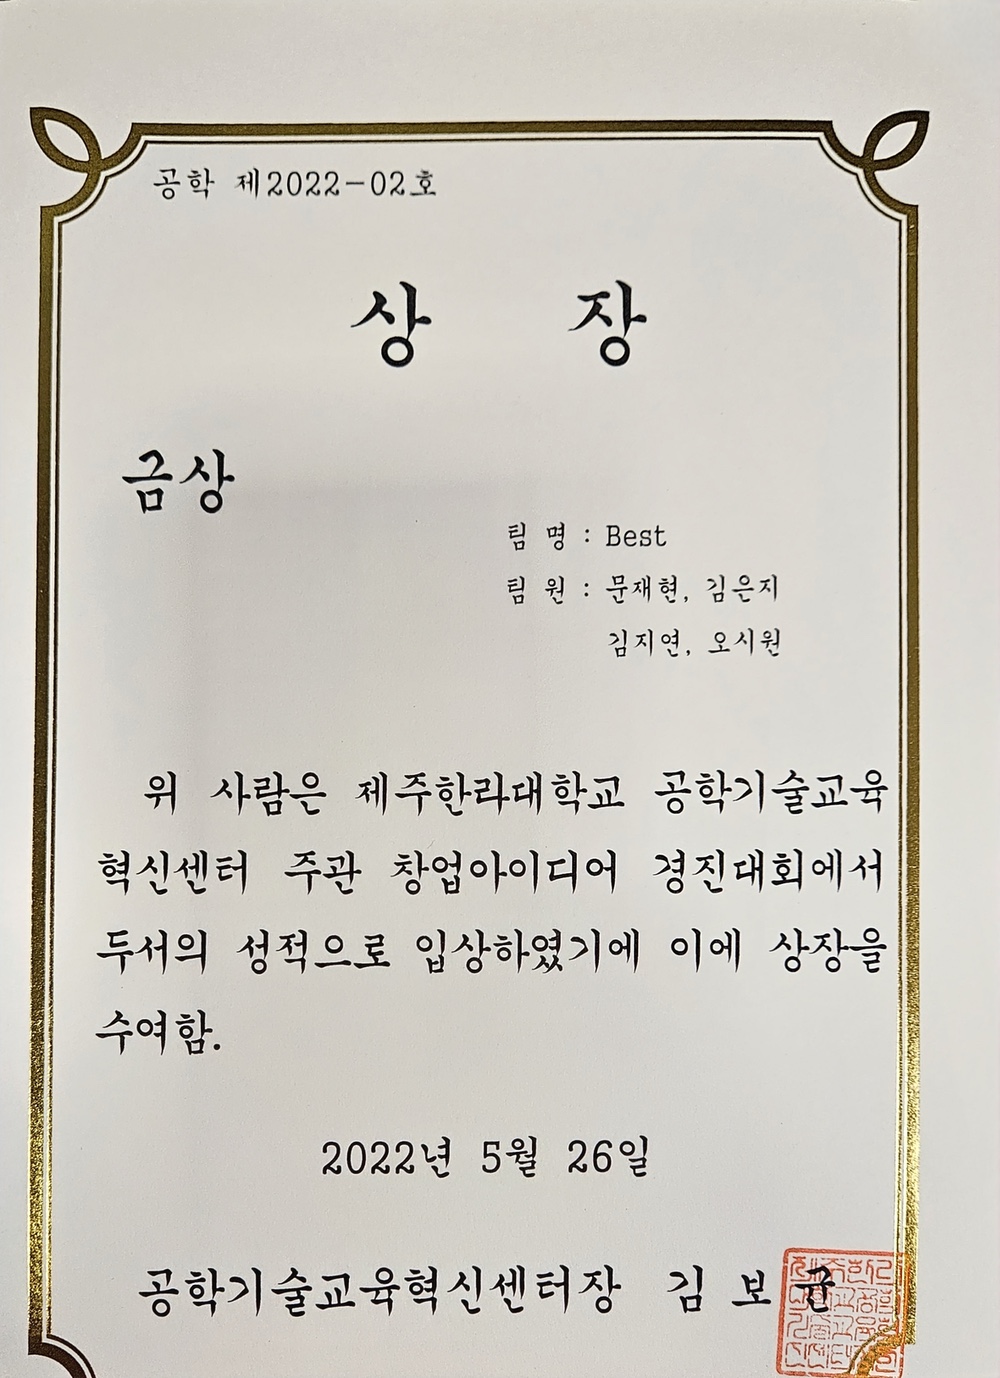 공학 제2022-02호
상 장
금상
팀 명 : Best
팀 원 : 문재현, 김은지
김지연, 오시원
위 사람은 제주한라대학교 공학기술교육
혁신센터 주관 창업아이디어 경진대회에서
두서의 성적으로 입상하였기에 이에 상장을
수여함.
2022년 5월 26일
공학기술교육혁신센터장 김 보 균